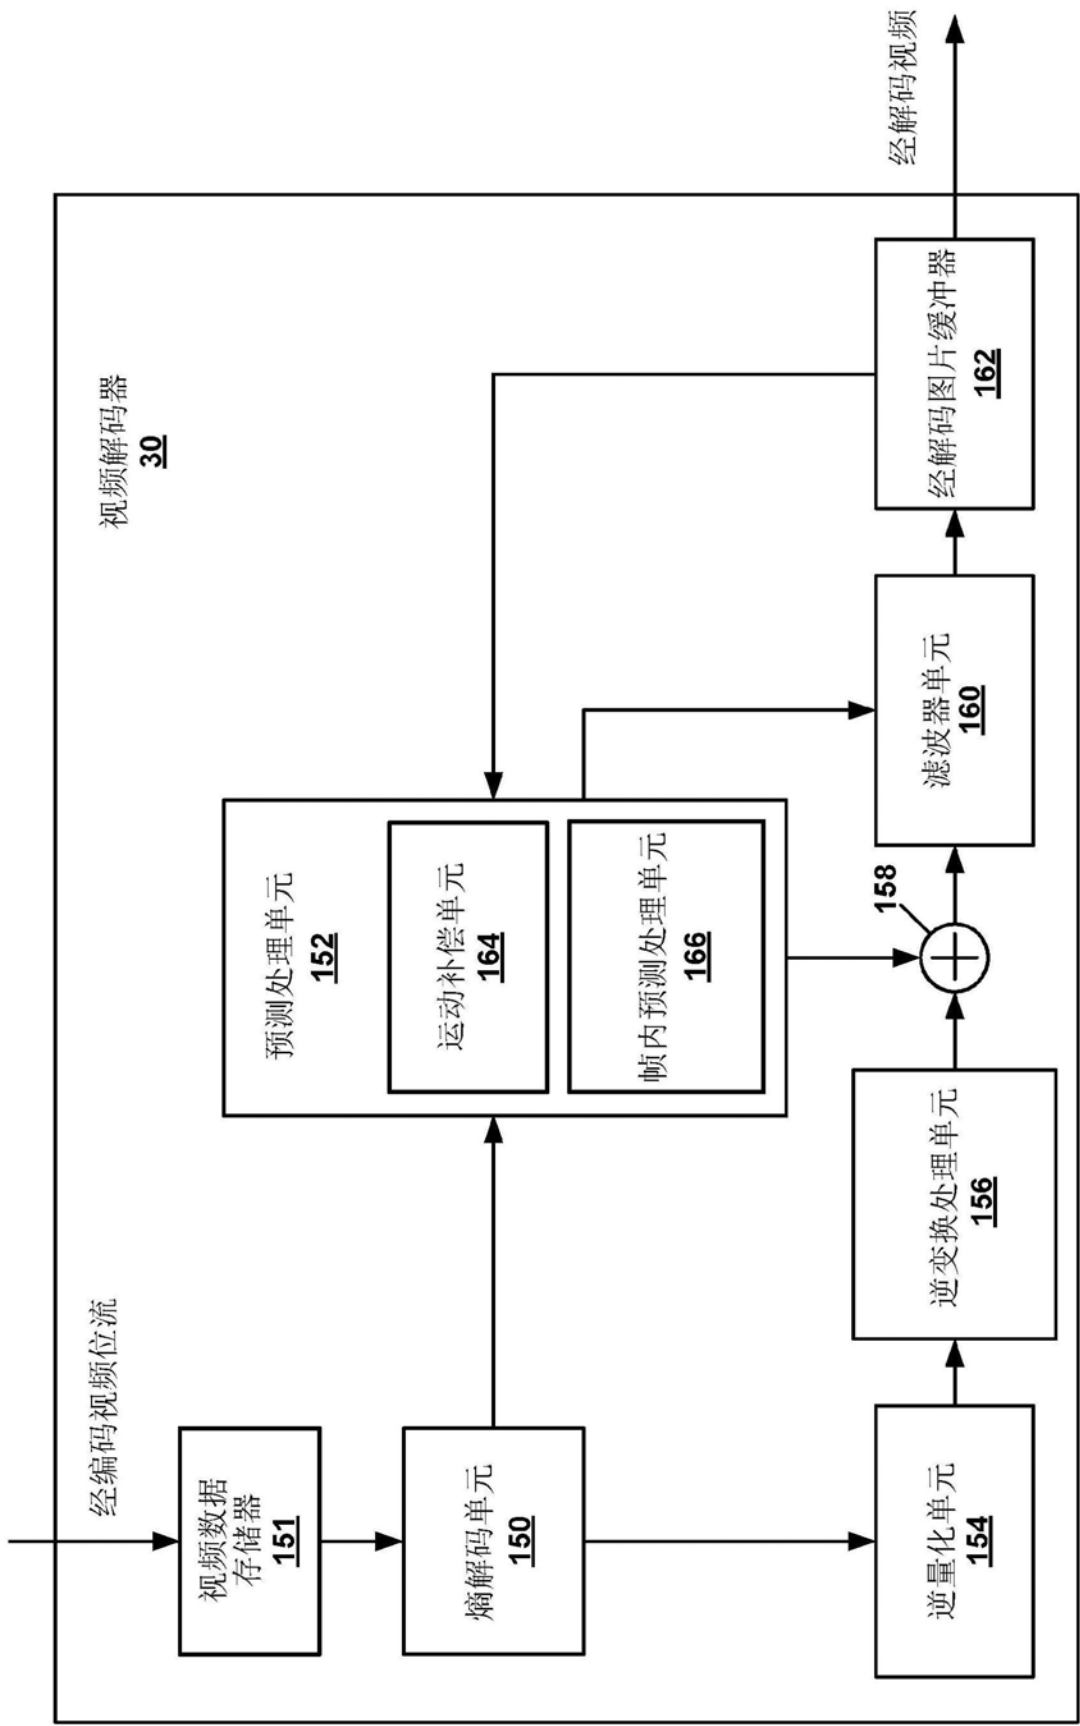 视频解码器
30
经编码视频位流
视频数据
存储器
151
熵解码单元
150
预测处理单元
152
运动补偿单元
164
帧内预测处理单元
166
逆量化单元
154
逆变换处理单元
156
158
滤波器单元
160
经解码图片缓冲器
162
经解码视频